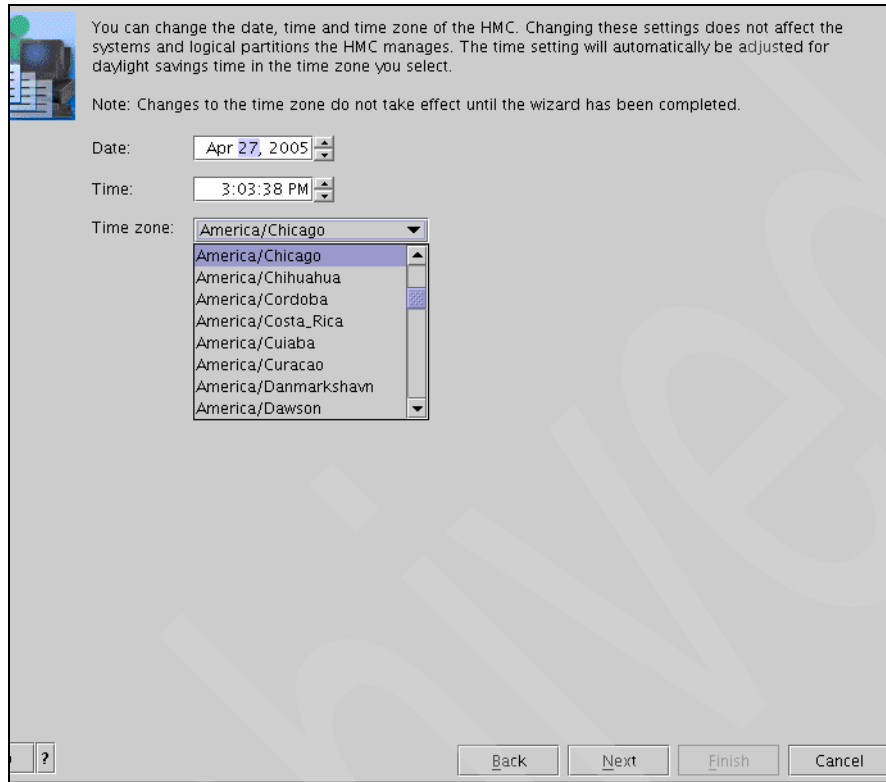 You can change the date, time and time zone of the HMC. Changing these settings does not affect the
systems and logical partitions the HMC manages. The time setting will automatically be adjusted for
daylight savings time in the time zone you select.
Note: Changes to the time zone do not take effect until the wizard has been completed.
Date: Apr 27, 2005
Time: 3:03:38 PM
Time zone: America/Chicago
America/Chicago
America/Chihuahua
America/Cordoba
America/Costa_Rica
America/Cuiaba
America/Curacao
America/Danmarkshavn
America/Dawson
? Back Next Finish Cancel